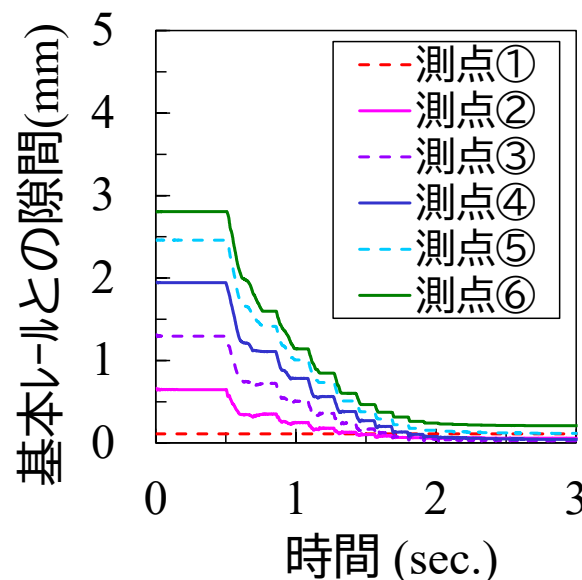 基本レールとの隙間(mm)
5
4
3
2
1
0
測点①
測点②
測点③
測点④
測点⑤
測点⑥
0 1 2 3
時間 (sec.)